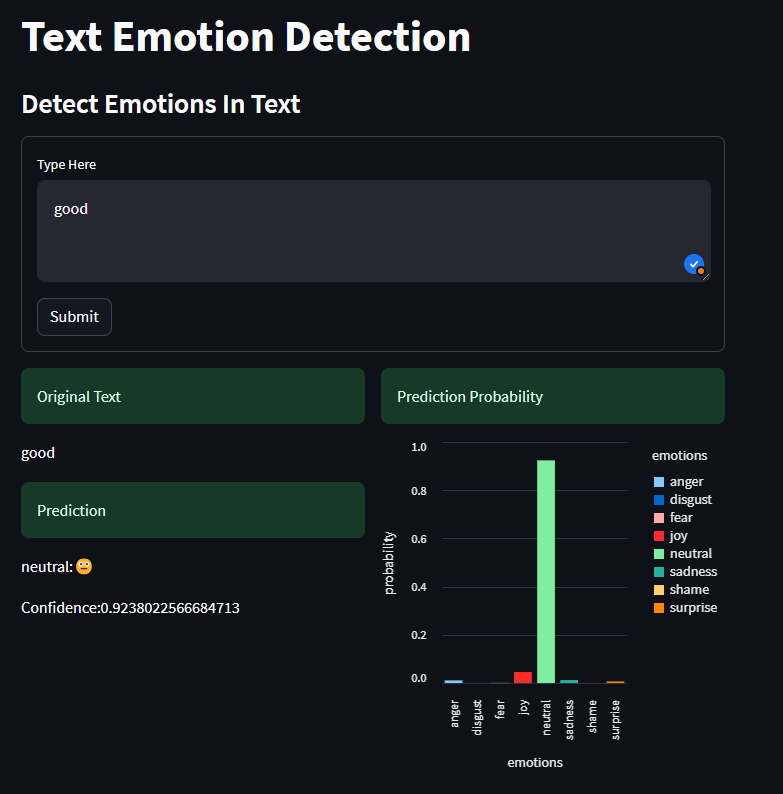 Text Emotion Detection
Detect Emotions In Text
Type Here
good
Submit
Original Text
good
Prediction
neutral:😐
Confidence:0.9238022566684713
Prediction Probability
1.0
0.8
0.6
0.4
0.2
0.0
probability
anger
disgust
fear
joy
neutral
sadness
shame
surprise
emotions
emotions
anger
disgust
fear
joy
neutral
sadness
shame
surprise